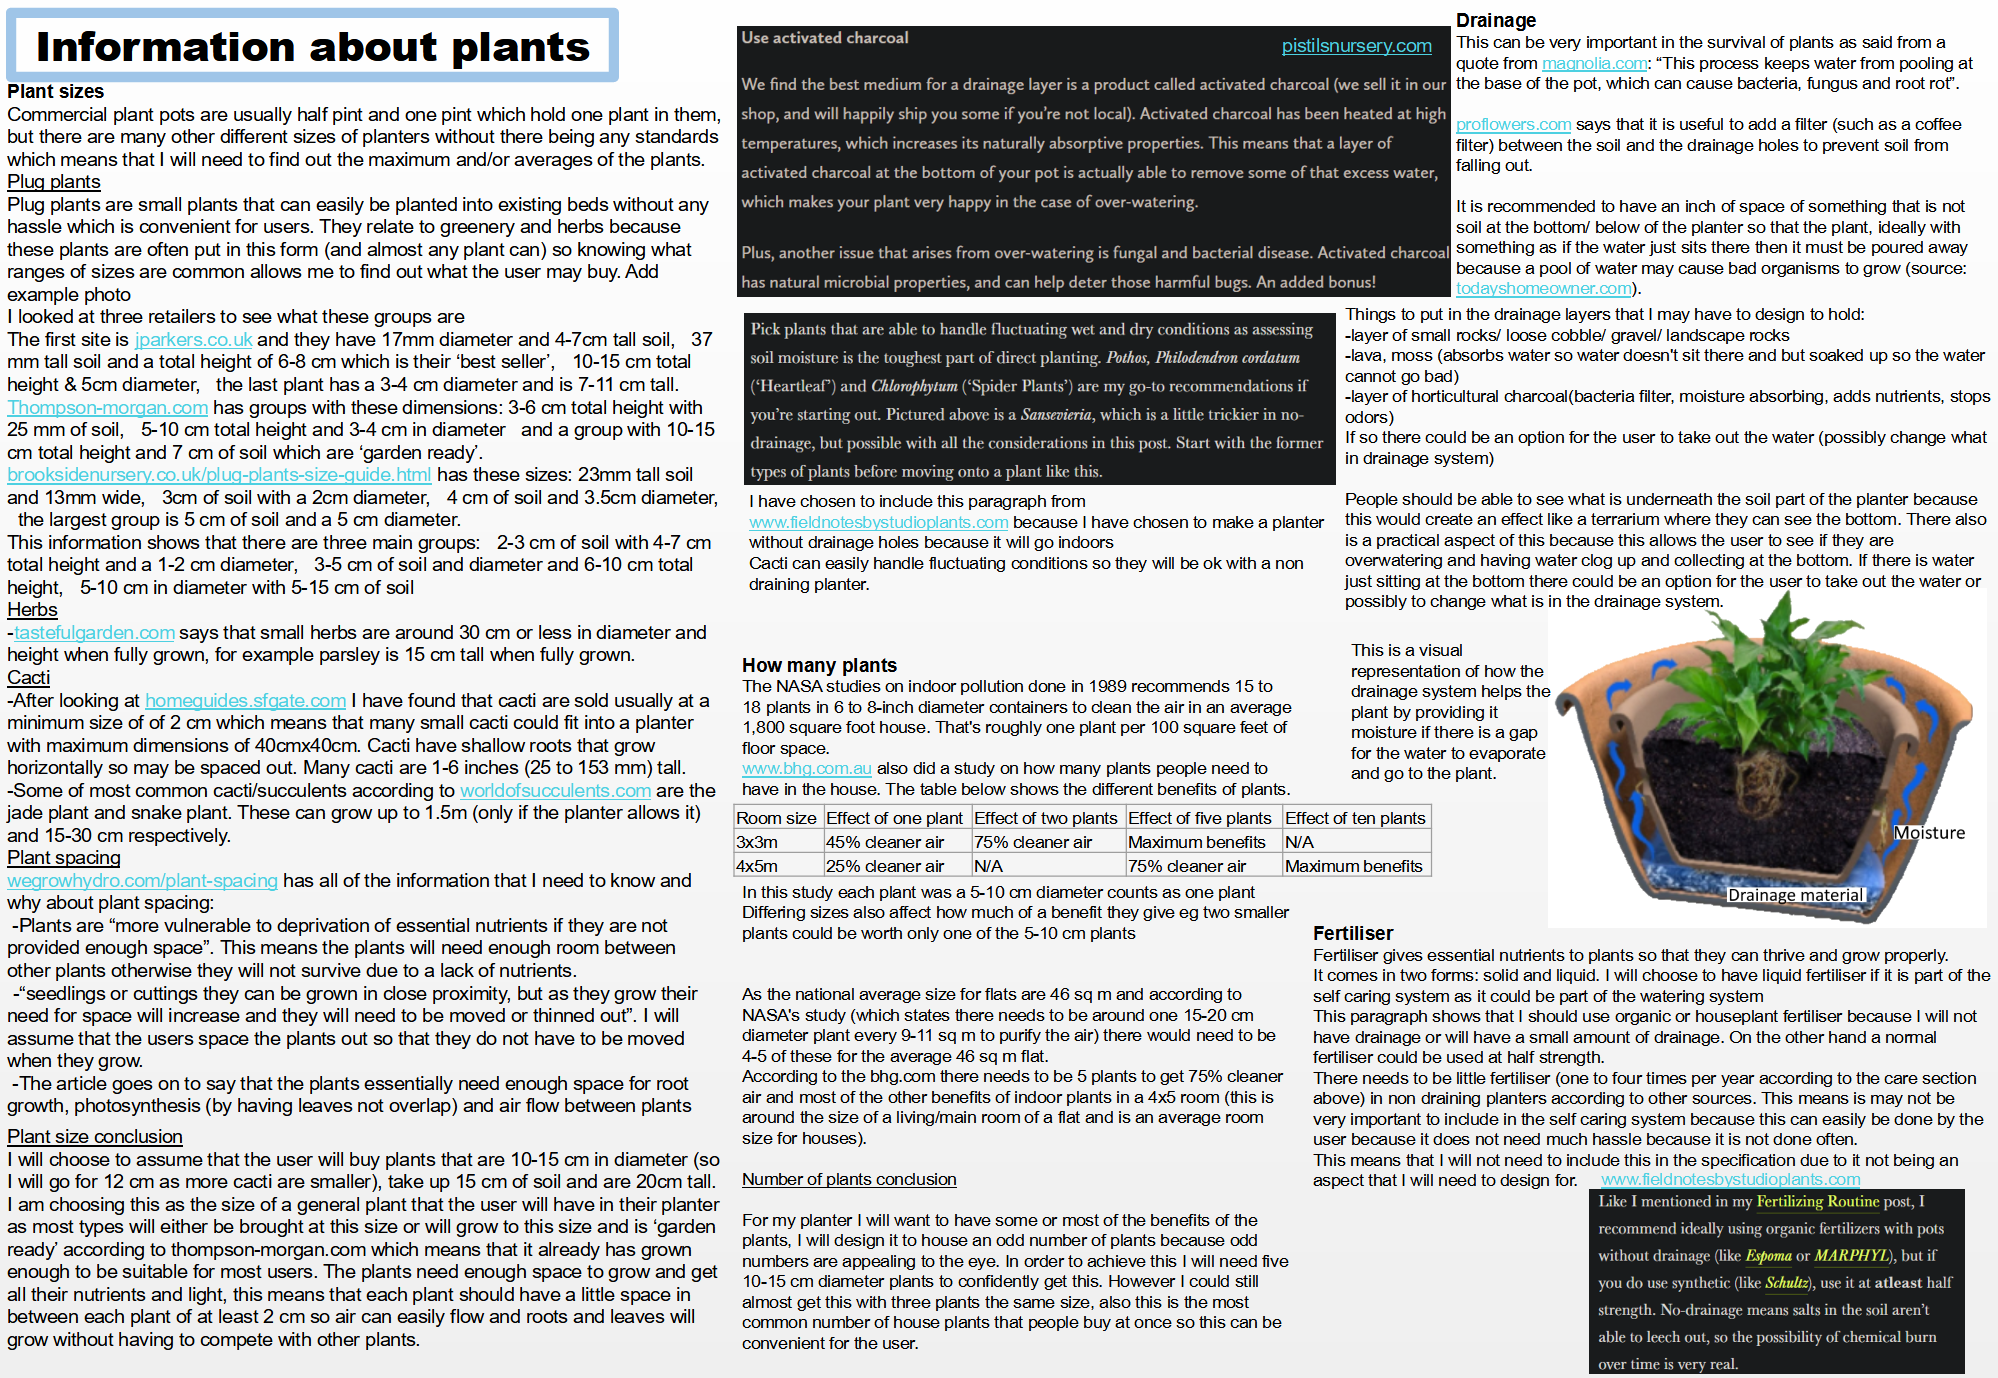 Information about plants
Plant sizes
Commercial plant pots are usually half pint and one pint which hold one plant in them,
but there are many other different sizes of planters without there being any standards
which means that I will need to find out the maximum and/or averages of the plants.
Plug plants
Plug plants are small plants that can easily be planted into existing beds without any
hassle which is convenient for users. They relate to greenery and herbs because
these plants are often put in this form (and almost any plant can) so knowing what
ranges of sizes are common allows me to find out what the user may buy. Add
example photo
I looked at three retailers to see what these groups are
The first site is jparkers.co.uk and they have 17mm diameter and 4-7cm tall soil,   37
mm tall soil and a total height of 6-8 cm which is their ‘best seller’,   10-15 cm total
height & 5cm diameter,   the last plant has a 3-4 cm diameter and is 7-11 cm tall.
Thompson-morgan.com has groups with these dimensions: 3-6 cm total height with
25 mm of soil,   5-10 cm total height and 3-4 cm in diameter   and a group with 10-15
cm total height and 7 cm of soil which are ‘garden ready’.
brooksidenursery.co.uk/plug-plants-size-guide.html has these sizes: 23mm tall soil
and 13mm wide,   3cm of soil with a 2cm diameter,   4 cm of soil and 3.5cm diameter,
the largest group is 5 cm of soil and a 5 cm diameter.
This information shows that there are three main groups:   2-3 cm of soil with 4-7 cm
total height and a 1-2 cm diameter,   3-5 cm of soil and diameter and 6-10 cm total
height,   5-10 cm in diameter with 5-15 cm of soil
Herbs
-tastefulgarden.com says that small herbs are around 30 cm or less in diameter and
height when fully grown, for example parsley is 15 cm tall when fully grown.
Cacti
-After looking at homeguides.sfgate.com I have found that cacti are sold usually at a
minimum size of of 2 cm which means that many small cacti could fit into a planter
with maximum dimensions of 40cmx40cm. Cacti have shallow roots that grow
horizontally so may be spaced out. Many cacti are 1-6 inches (25 to 153 mm) tall.
-Some of most common cacti/succulents according to worldofsucculents.com are the
jade plant and snake plant. These can grow up to 1.5m (only if the planter allows it)
and 15-30 cm respectively.
Plant spacing
wegrowhydro.com/plant-spacing has all of the information that I need to know and
why about plant spacing:
-Plants are “more vulnerable to deprivation of essential nutrients if they are not
provided enough space”. This means the plants will need enough room between
other plants otherwise they will not survive due to a lack of nutrients.
-“seedlings or cuttings they can be grown in close proximity, but as they grow their
need for space will increase and they will need to be moved or thinned out”. I will
assume that the users space the plants out so that they do not have to be moved
when they grow.
-The article goes on to say that the plants essentially need enough space for root
growth, photosynthesis (by having leaves not overlap) and air flow between plants
Plant size conclusion
I will choose to assume that the user will buy plants that are 10-15 cm in diameter (so
I will go for 12 cm as more cacti are smaller), take up 15 cm of soil and are 20cm tall.
I am choosing this as the size of a general plant that the user will have in their planter
as most types will either be brought at this size or will grow to this size and is ‘garden
ready’ according to thompson-morgan.com which means that it already has grown
enough to be suitable for most users. The plants need enough space to grow and get
all their nutrients and light, this means that each plant should have a little space in
between each plant of at least 2 cm so air can easily flow and roots and leaves will
grow without having to compete with other plants.
Use activated charcoal
pistilsnursery.com
We find the best medium for a drainage layer is a product called activated charcoal (we sell it in our
shop, and will happily ship you some if you’re not local). Activated charcoal has been heated at high
temperatures, which increases its naturally absorptive properties. This means that a layer of
activated charcoal at the bottom of your pot is actually able to remove some of that excess water,
which makes your plant very happy in the case of over-watering.
Plus, another issue that arises from over-watering is fungal and bacterial disease. Activated charcoal
has natural microbial properties, and can help deter those harmful bugs. An added bonus!
Pick plants that are able to handle fluctuating wet and dry conditions as assessing
soil moisture is the toughest part of direct planting. Pothos, Philodendron cordatum
(‘Heartleaf’) and Chlorophytum (‘Spider Plants’) are my go-to recommendations if
you’re starting out. Pictured above is a Sansevieria, which is a little trickier in no-
drainage, but possible with all the considerations in this post. Start with the former
types of plants before moving onto a plant like this.
I have chosen to include this paragraph from
www.fieldnotesbystudioplants.com because I have chosen to make a planter
without drainage holes because it will go indoors
Cacti can easily handle fluctuating conditions so they will be ok with a non
draining planter.
How many plants
The NASA studies on indoor pollution done in 1989 recommends 15 to
18 plants in 6 to 8-inch diameter containers to clean the air in an average
1,800 square foot house. That's roughly one plant per 100 square feet of
floor space.
www.bhg.com.au also did a study on how many plants people need to
have in the house. The table below shows the different benefits of plants.
Room size Effect of one plant Effect of two plants Effect of five plants Effect of ten plants
3x3m 45% cleaner air 75% cleaner air Maximum benefits N/A
4x5m 25% cleaner air N/A 75% cleaner air Maximum benefits
In this study each plant was a 5-10 cm diameter counts as one plant
Differing sizes also affect how much of a benefit they give eg two smaller
plants could be worth only one of the 5-10 cm plants
As the national average size for flats are 46 sq m and according to
NASA's study (which states there needs to be around one 15-20 cm
diameter plant every 9-11 sq m to purify the air) there would need to be
4-5 of these for the average 46 sq m flat.
According to the bhg.com there needs to be 5 plants to get 75% cleaner
air and most of the other benefits of indoor plants in a 4x5 room (this is
around the size of a living/main room of a flat and is an average room
size for houses).
Number of plants conclusion
For my planter I will want to have some or most of the benefits of the
plants, I will design it to house an odd number of plants because odd
numbers are appealing to the eye. In order to achieve this I will need five
10-15 cm diameter plants to confidently get this. However I could still
almost get this with three plants the same size, also this is the most
common number of house plants that people buy at once so this can be
convenient for the user.
Drainage
This can be very important in the survival of plants as said from a
quote from magnolia.com: “This process keeps water from pooling at
the base of the pot, which can cause bacteria, fungus and root rot”.
proflowers.com says that it is useful to add a filter (such as a coffee
filter) between the soil and the drainage holes to prevent soil from
falling out.
It is recommended to have an inch of space of something that is not
soil at the bottom/ below of the planter so that the plant, ideally with
something as if the water just sits there then it must be poured away
because a pool of water may cause bad organisms to grow (source:
todayshomeowner.com).
Things to put in the drainage layers that I may have to design to hold:
-layer of small rocks/ loose cobble/ gravel/ landscape rocks
-lava, moss (absorbs water so water doesn't sit there and but soaked up so the water
cannot go bad)
-layer of horticultural charcoal(bacteria filter, moisture absorbing, adds nutrients, stops
odors)
If so there could be an option for the user to take out the water (possibly change what
in drainage system)
People should be able to see what is underneath the soil part of the planter because
this would create an effect like a terrarium where they can see the bottom. There also
is a practical aspect of this because this allows the user to see if they are
overwatering and having water clog up and collecting at the bottom. If there is water
just sitting at the bottom there could be an option for the user to take out the water or
possibly to change what is in the drainage system.
This is a visual
representation of how the
drainage system helps the
plant by providing it
moisture if there is a gap
for the water to evaporate
and go to the plant.
Moisture
Drainage material
Fertiliser
Fertiliser gives essential nutrients to plants so that they can thrive and grow properly.
It comes in two forms: solid and liquid. I will choose to have liquid fertiliser if it is part of the
self caring system as it could be part of the watering system
This paragraph shows that I should use organic or houseplant fertiliser because I will not
have drainage or will have a small amount of drainage. On the other hand a normal
fertiliser could be used at half strength.
There needs to be little fertiliser (one to four times per year according to the care section
above) in non draining planters according to other sources. This means is may not be
very important to include in the self caring system because this can easily be done by the
user because it does not need much hassle because it is not done often.
This means that I will not need to include this in the specification due to it not being an
aspect that I will need to design for. www.fieldnotesbystudioplants.com
Like I mentioned in my Fertilizing Routine post, I
recommend ideally using organic fertilizers with pots
without drainage (like Espoma or MARPHYL), but if
you do use synthetic (like Schultz), use it at atleast half
strength. No-drainage means salts in the soil aren’t
able to leech out, so the possibility of chemical burn
over time is very real.